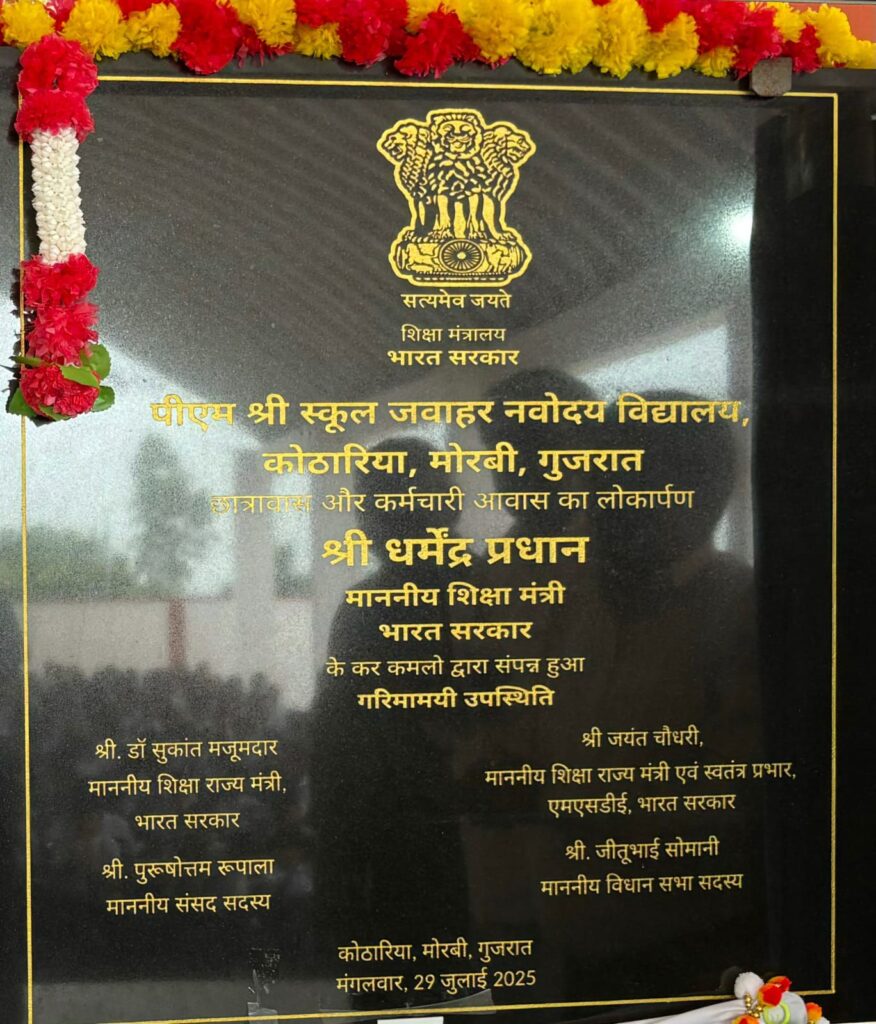 सत्यमेव जयते
शिक्षा मंत्रालय
भारत सरकार
पीएम श्री स्कूल जवाहर नवोदय विद्यालय,
कोठारिया, मोरबी, गुजरात
छात्रावास और कर्मचारी आवास का लोकार्पण
श्री धर्मेंद्र प्रधान
माननीय शिक्षा मंत्री
भारत सरकार
के कर कमलो द्वारा संपन्न हुआ
गरिमामयी उपस्थिति
श्री. डॉ सुकांत मजूमदार
माननीय शिक्षा राज्य मंत्री,
भारत सरकार
श्री. पुरूषोत्तम रूपाला
माननीय संसद सदस्य
श्री जयंत चौधरी,
माननीय शिक्षा राज्य मंत्री एवं स्वतंत्र प्रभार,
एमएसडीई, भारत सरकार
श्री. जीतूभाई सोमानी
माननीय विधान सभा सदस्य
कोठारिया, मोरबी, गुजरात
मंगलवार, 29 जुलाई 2025